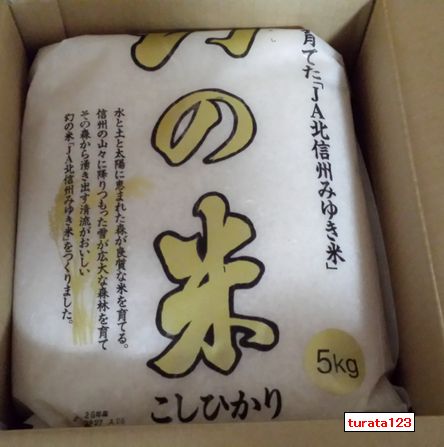 育てた「JA北信州みゆき米」
の米
水と土と太陽に恵まれた森が良質な米を育てる。
信州の山々に降りつもった雪が広大な森林を育て
その森から湧き出す清流がおいしい
幻の米「JA北信州みゆき米」をつくりました。
5kg
こしひかり
turata123